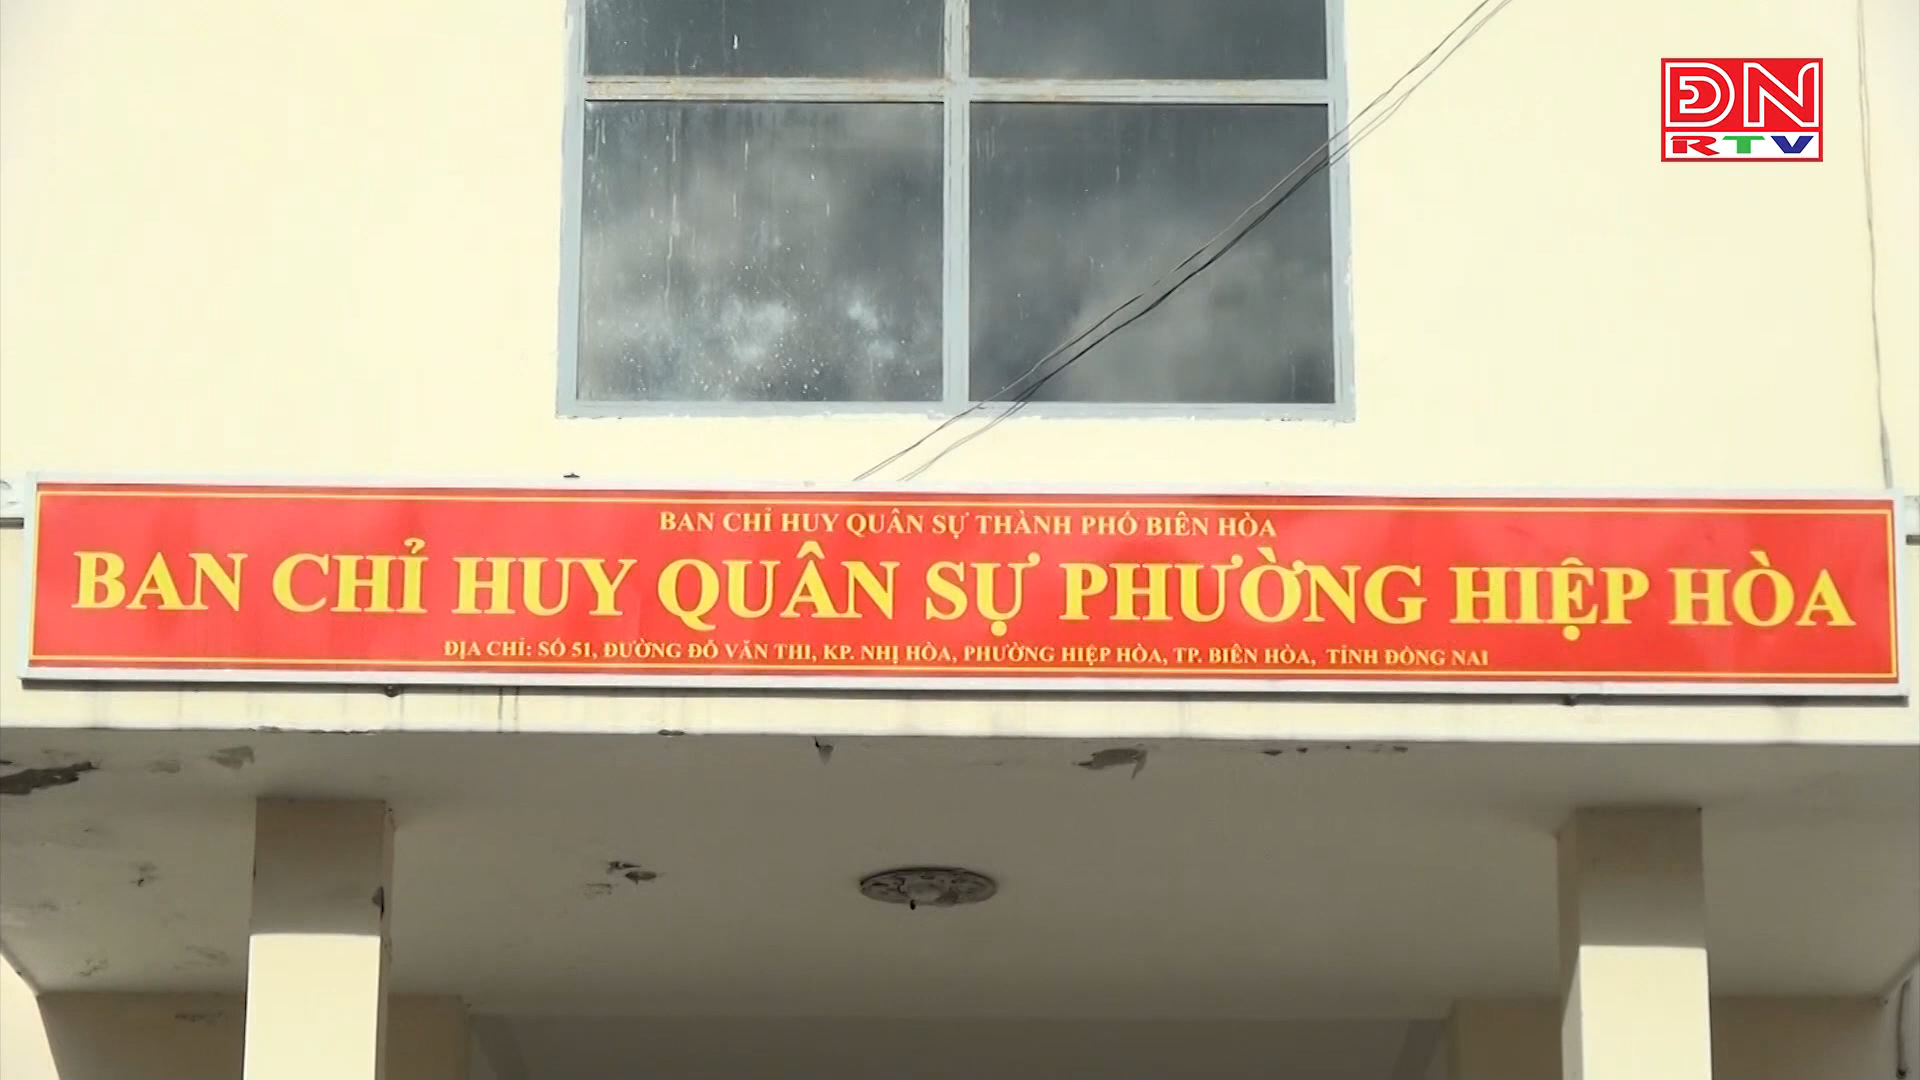 ĐN
RTV
BAN CHỈ HUY QUÂN SỰ THÀNH PHỐ BIÊN HÒA
BAN CHỈ HUY QUÂN SỰ PHƯỜNG HIỆP HÒA
ĐỊA CHỈ: SỐ 51, ĐƯỜNG ĐỖ VĂN THI, KP. NHỊ HÒA, PHƯỜNG HIỆP HÒA, TP. BIÊN HÒA, TỈNH ĐỒNG NAI